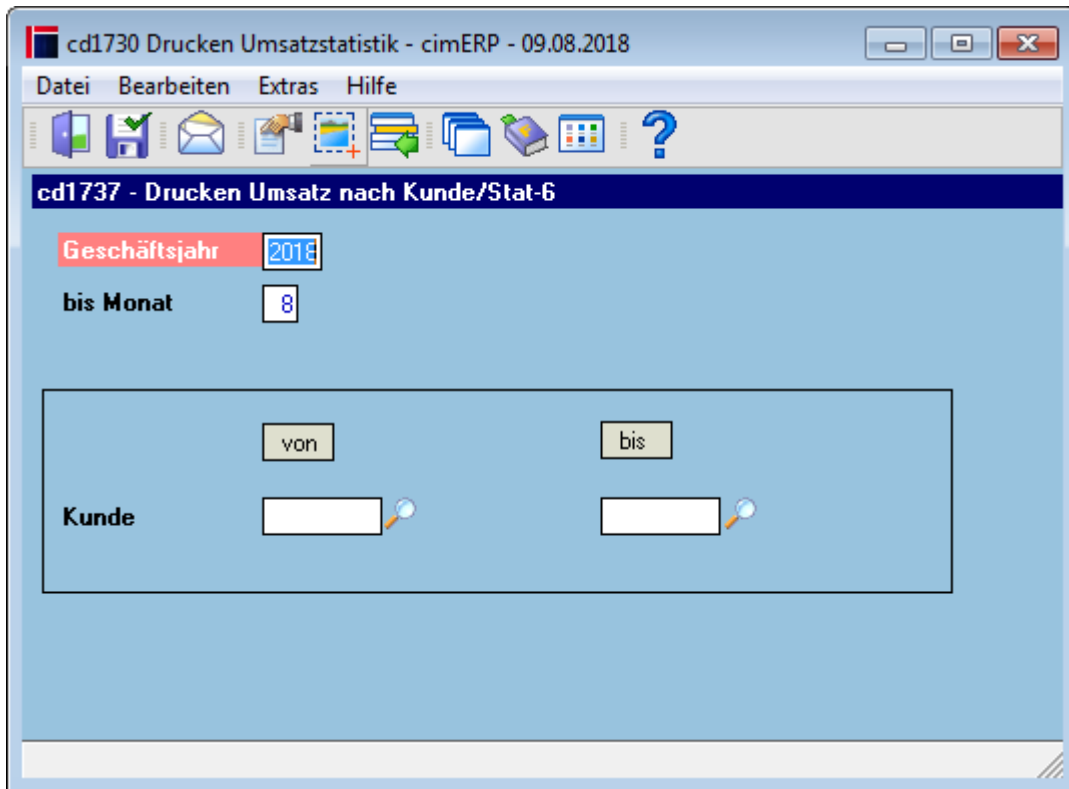 cd1730 Drucken Umsatzstatistik - cimERP - 09.08.2018
Datei Bearbeiten Extras Hilfe
cd1737 - Drucken Umsatz nach Kunde/Stat-6
Geschäftsjahr 2018
bis Monat 8
von bis
Kunde